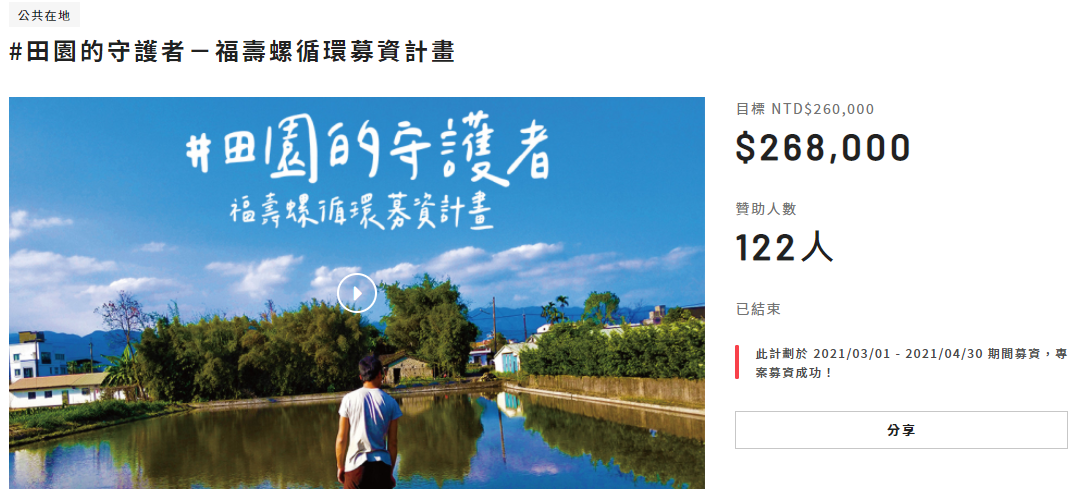 公共在地
#田園的守護者－福壽螺循環募資計畫
#田園的守護者
福壽螺循環募資計畫
目標 NTD$260,000
$268,000
贊助人數
122人
已結束
此計劃於 2021/03/01 - 2021/04/30 期間募資，專
案募資成功！
分享